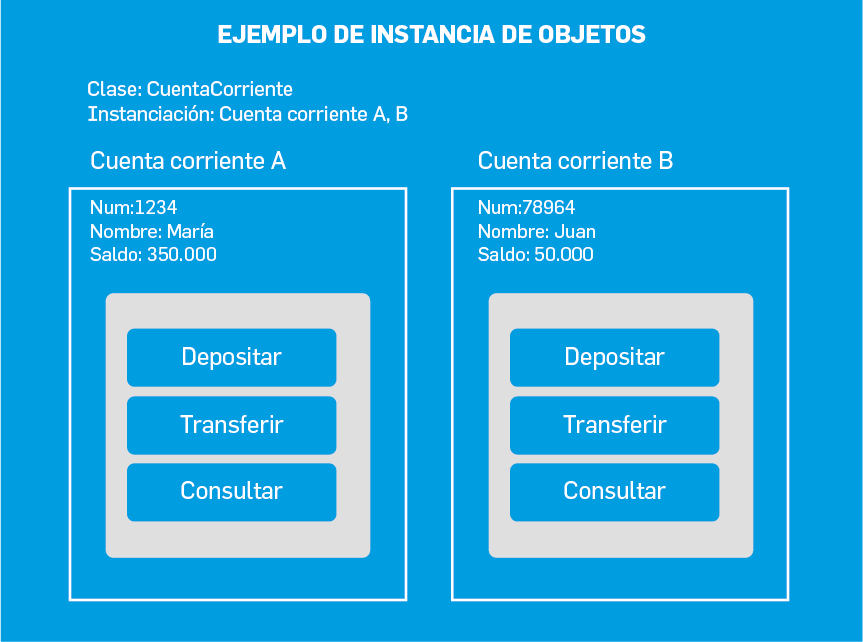 EJEMPLO DE INSTANCIA DE OBJETOS
Clase: CuentaCorriente
Instanciación: Cuenta corriente A, B
Cuenta corriente A
Num:1234
Nombre: María
Saldo: 350.000
Depositar
Transferir
Consultar
Cuenta corriente B
Num:78964
Nombre: Juan
Saldo: 50.000
Depositar
Transferir
Consultar